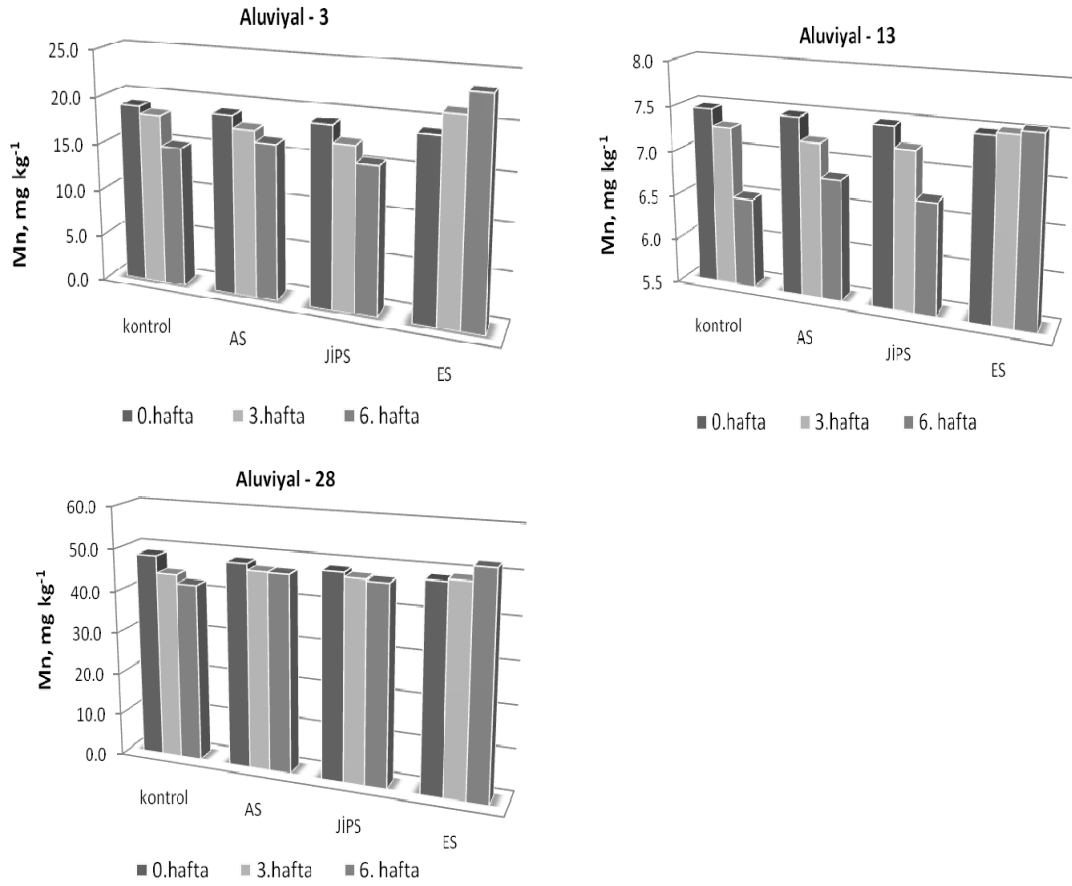 Aluviyal - 3
Mn, mg kg⁻¹
25.0
20.0
15.0
10.0
5.0
0.0
kontrol
AS
JİPS
ES
0.hafta 3.hafta 6. hafta
Aluviyal - 13
Mn, mg kg⁻¹
8.0
7.5
7.0
6.5
6.0
5.5
kontrol
AS
JİPS
ES
0.hafta 3.hafta 6. hafta
Aluviyal - 28
Mn, mg kg⁻¹
60.0
50.0
40.0
30.0
20.0
10.0
0.0
kontrol
AS
JİPS
ES
0.hafta 3.hafta 6. hafta